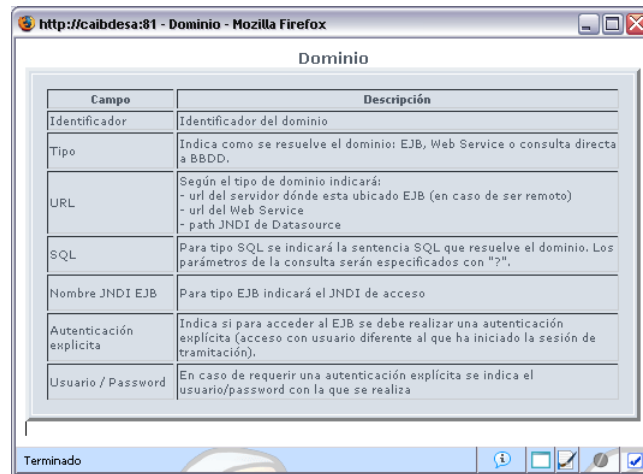 http://caibdesa:81 - Dominio - Mozilla Firefox
Dominio
Campo Descripción
Identificador Identificador del dominio
Tipo Indica como se resuelve el dominio: EJB, Web Service o consulta directa
a BBDD.
URL Según el tipo de dominio indicará:
- url del servidor dónde esta ubicado EJB (en caso de ser remoto)
- url del Web Service
- path JNDI de Datasource
SQL Para tipo SQL se indicará la sentencia SQL que resuelve el dominio. Los
parámetros de la consulta serán especificados con "?".
Nombre JNDI EJB Para tipo EJB indicará el JNDI de acceso
Autenticación
explicita
Indica si para acceder al EJB se debe realizar una autenticación
explícita (acceso con usuario diferente al que ha iniciado la sesión de
tramitación).
Usuario / Password En caso de requerir una autenticación explícita se indica el
usuario/password con la que se realiza
Terminado